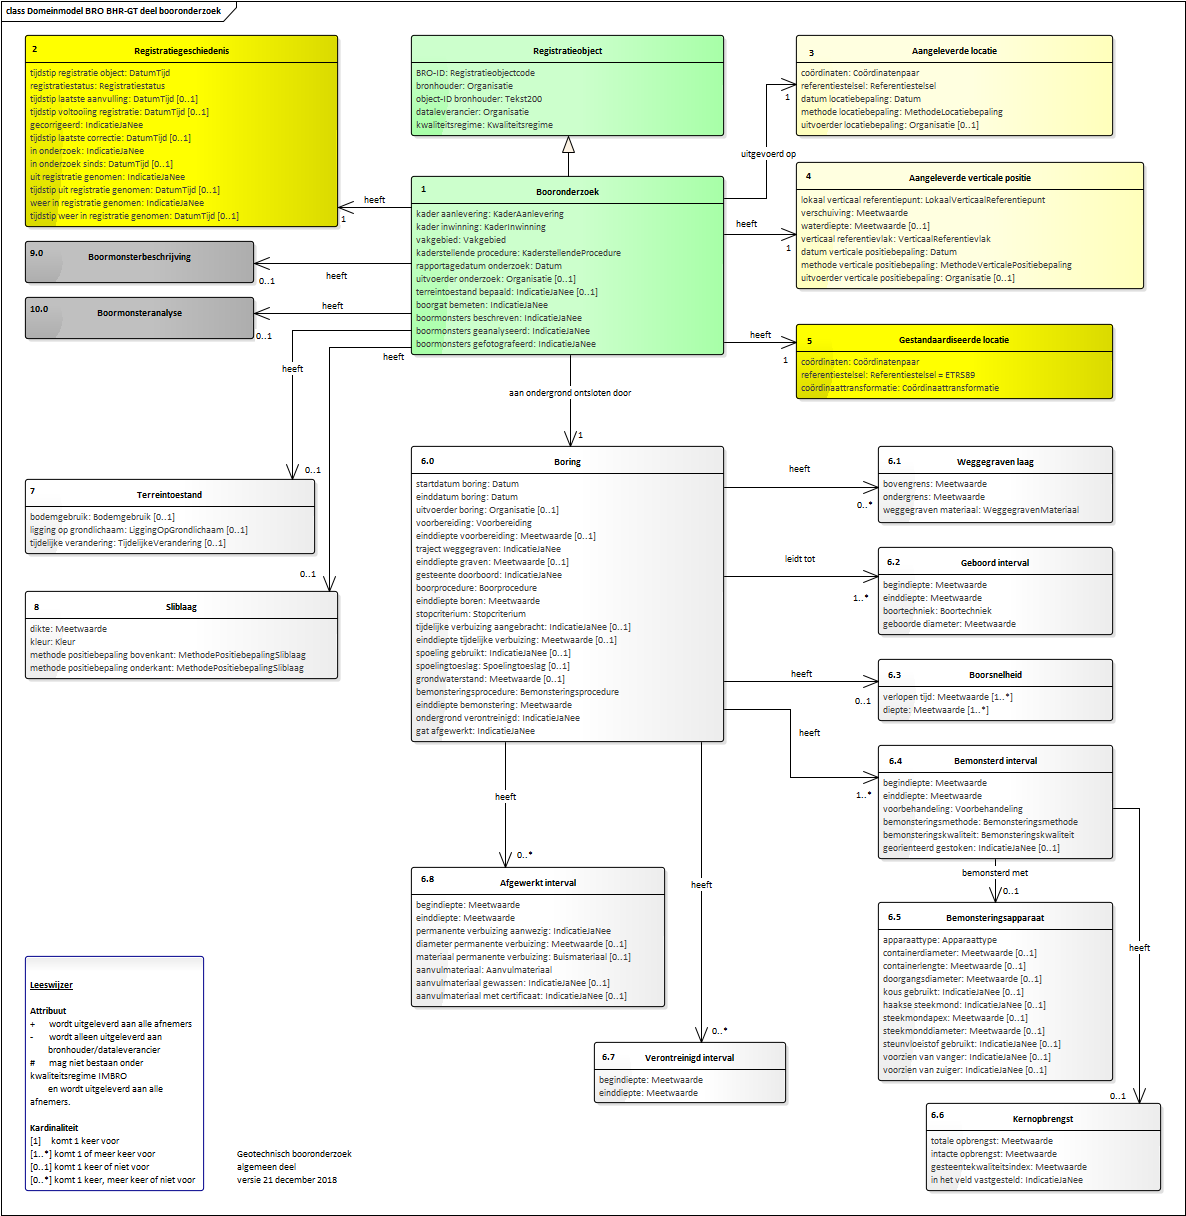 class Domeinmodel BRO BHR-GT deel booronderzoek
2
Registratiegeschiedenis
tijdstip registratie object: DatumTijd
registratiestatus: Registratiestatus
tijdstip laatste aanvulling: DatumTijd [0..1]
tijdstip voltooiing registratie: DatumTijd [0..1]
gecorrigeerd: IndicatieJaNee
tijdstip laatste correctie: DatumTijd [0..1]
in onderzoek: IndicatieJaNee
in onderzoek sinds: DatumTijd [0..1]
uit registratie genomen: IndicatieJaNee
tijdstip uit registratie genomen: DatumTijd [0..1]
weer in registratie genomen: IndicatieJaNee
tijdstip weer in registratie genomen: DatumTijd [0..1]
Registratieobject
BRO-ID: Registratieobjectcode
bronhouder: Organisatie
object-ID bronhouder: Tekst200
dataleverancier: Organisatie
kwaliteitsregime: Kwaliteitsregime
3
Aangeleverde locatie
coördinaten: Coördinatenpaar
referentiestelsel: Referentiestelsel
datum locatiebepaling: Datum
methode locatiebepaling: MethodeLocatiebepaling
uitvoerder locatiebepaling: Organisatie [0..1]
1
uitgevoerd op
4
Aangeleverde verticale positie
lokaal verticaal referentiepunt: LokaalVerticaalReferentiepunt
verschuiving: Meetwaarde
waterdiepte: Meetwaarde [0..1]
verticaal referentievlak: VerticaalReferentievlak
datum verticale positiebepaling: Datum
methode verticale positiebepaling: MethodeVerticalePositiebepaling
uitvoerder verticale positiebepaling: Organisatie [0..1]
heeft
1
1
Booronderzoek
kader aanlevering: KaderAanlevering
kader inwinning: KaderInwinning
vakgebied: Vakgebied
kaderstellende procedure: KaderstellendeProcedure
rapportagedatum onderzoek: Datum
uitvoerder onderzoek: Organisatie [0..1]
terreintoestand bepaald: IndicatieJaNee [0..1]
boorgat bemeten: IndicatieJaNee
boormonsters beschreven: IndicatieJaNee
boormonsters geanalyseerd: IndicatieJaNee
boormonsters gefotografeerd: IndicatieJaNee
heeft
1
9.0
Boormonsterbeschrijving
heeft
0..1
10.0
Boormonsteranalyse
heeft
0..1
heeft
heeft
heeft
1
5
Gestandaardiseerde locatie
coördinaten: Coördinatenpaar
referentiestelsel: Referentiestelsel = ETRS89
coördinaattransformatie: Coördinaattransformatie
aan ondergrond ontsloten door
1
0..1
7
Terreintoestand
bodemgebruik: Bodemgebruik [0..1]
ligging op grondlichaam: LiggingOpGrondlichaam [0..1]
tijdelijke verandering: TijdelijkeVerandering [0..1]
0..1
8
Sliblaag
dikte: Meetwaarde
kleur: Kleur
methode positiebepaling bovenkant: MethodePositiebepalingSliblaag
methode positiebepaling onderkant: MethodePositiebepalingSliblaag
6.0
Boring
startdatum boring: Datum
einddatum boring: Datum
uitvoerder boring: Organisatie [0..1]
voorbereiding: Voorbereiding
einddiepte voorbereiding: Meetwaarde [0..1]
traject weggegraven: IndicatieJaNee
einddiepte graven: Meetwaarde [0..1]
gesteente doorboord: IndicatieJaNee
boorprocedure: Boorprocedure
einddiepte boren: Meetwaarde
stopcriterium: Stopcriterium
tijdelijke verbuizing aangebracht: IndicatieJaNee [0..1]
einddiepte tijdelijke verbuizing: Meetwaarde [0..1]
spoeling gebruikt: IndicatieJaNee [0..1]
spoelingtoeslag: Spoelingtoeslag [0..1]
grondwaterstand: Meetwaarde [0..1]
bemonsteringsprocedure: Bemonsteringsprocedure
einddiepte bemonstering: Meetwaarde
ondergrond verontreinigd: IndicatieJaNee
gat afgewerkt: IndicatieJaNee
heeft
0..*
6.1
Weggegraven laag
bovengrens: Meetwaarde
ondergrens: Meetwaarde
weggegraven materiaal: WeggegravenMateriaal
leidt tot
1..*
6.2
Geboord interval
begindiepte: Meetwaarde
einddiepte: Meetwaarde
boortechniek: Boortechniek
geboorde diameter: Meetwaarde
heeft
0..1
6.3
Boorsnelheid
verlopen tijd: Meetwaarde [1..*]
diepte: Meetwaarde [1..*]
heeft
1..*
6.4
Bemonsterd interval
begindiepte: Meetwaarde
einddiepte: Meetwaarde
voorbehandeling: Voorbehandeling
bemonsteringsmethode: Bemonsteringsmethode
bemonsteringskwaliteit: Bemonsteringskwaliteit
georienteerd gestoken: IndicatieJaNee [0..1]
bemonsterd met
0..1
6.5
Bemonsteringsapparaat
apparaattype: Apparaattype
containerdiameter: Meetwaarde [0..1]
containerlengte: Meetwaarde [0..1]
doorgangsdiameter: Meetwaarde [0..1]
kous gebruikt: IndicatieJaNee [0..1]
haakse steekmond: IndicatieJaNee [0..1]
steekmondapex: Meetwaarde [0..1]
steekmonddiameter: Meetwaarde [0..1]
steunvloeistof gebruikt: IndicatieJaNee [0..1]
voorzien van vanger: IndicatieJaNee [0..1]
voorzien van zuiger: IndicatieJaNee [0..1]
heeft
0..1
6.6
Kernopbrengst
totale opbrengst: Meetwaarde
intacte opbrengst: Meetwaarde
gesteentekwaliteitsindex: Meetwaarde
in het veld vastgesteld: IndicatieJaNee
heeft
0..*
6.8
Afgewerkt interval
begindiepte: Meetwaarde
einddiepte: Meetwaarde
permanente verbuizing aanwezig: IndicatieJaNee
diameter permanente verbuizing: Meetwaarde [0..1]
materiaal permanente verbuizing: Buismateriaal [0..1]
aanvulmateriaal: Aanvulmateriaal
aanvulmateriaal gewassen: IndicatieJaNee [0..1]
aanvulmateriaal met certificaat: IndicatieJaNee [0..1]
heeft
0..*
6.7
Verontreinigd interval
begindiepte: Meetwaarde
einddiepte: Meetwaarde
Leeswijzer
Attribuut
+ wordt uitgeleverd aan alle afnemers
- wordt alleen uitgeleverd aan
bronhouder/dataleverancier
# mag niet bestaan onder
kwaliteitsregime IMBRO
en wordt uitgeleverd aan alle
afnemers.
Kardinaliteit
[1] komt 1 keer voor
[1..*] komt 1 of meer keer voor
[0..1] komt 1 keer of niet voor
[0..*] komt 1 keer, meer keer of niet voor
Geotechnisch booronderzoek
algemeen deel
versie 21 december 2018